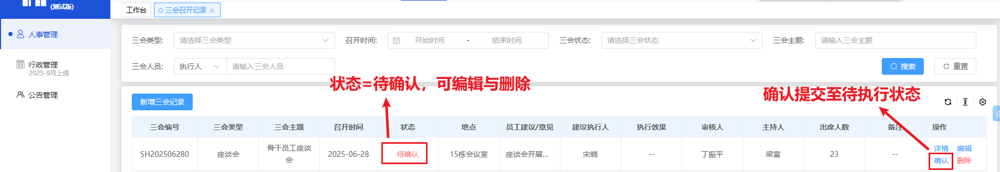 (测试版)
工作台
三会召开记录
人事管理
行政管理
2025-9月上线
公告管理
三会类型: 请选择三会类型 召开时间: 开始时间 - 结束时间 三会状态: 请选择三会状态 三会主题: 请输入三会主题
三会人员: 执行人 请输入三会人员 搜索 重置
状态=待确认，可编辑与删除
确认提交至待执行状态
新增三会记录
三会编号 三会类型 三会主题 召开时间 状态 地点 员工建议/意见 建议执行人 执行效果 审核人 主持人 出席人数 备注 操作
SH202506280 座谈会 骨干员工座谈会 2025-06-28 待确认 15栋会议室 座谈会开展... 宋晓 -- 丁振平 梁富 23 -- 详情 编辑
确认 删除